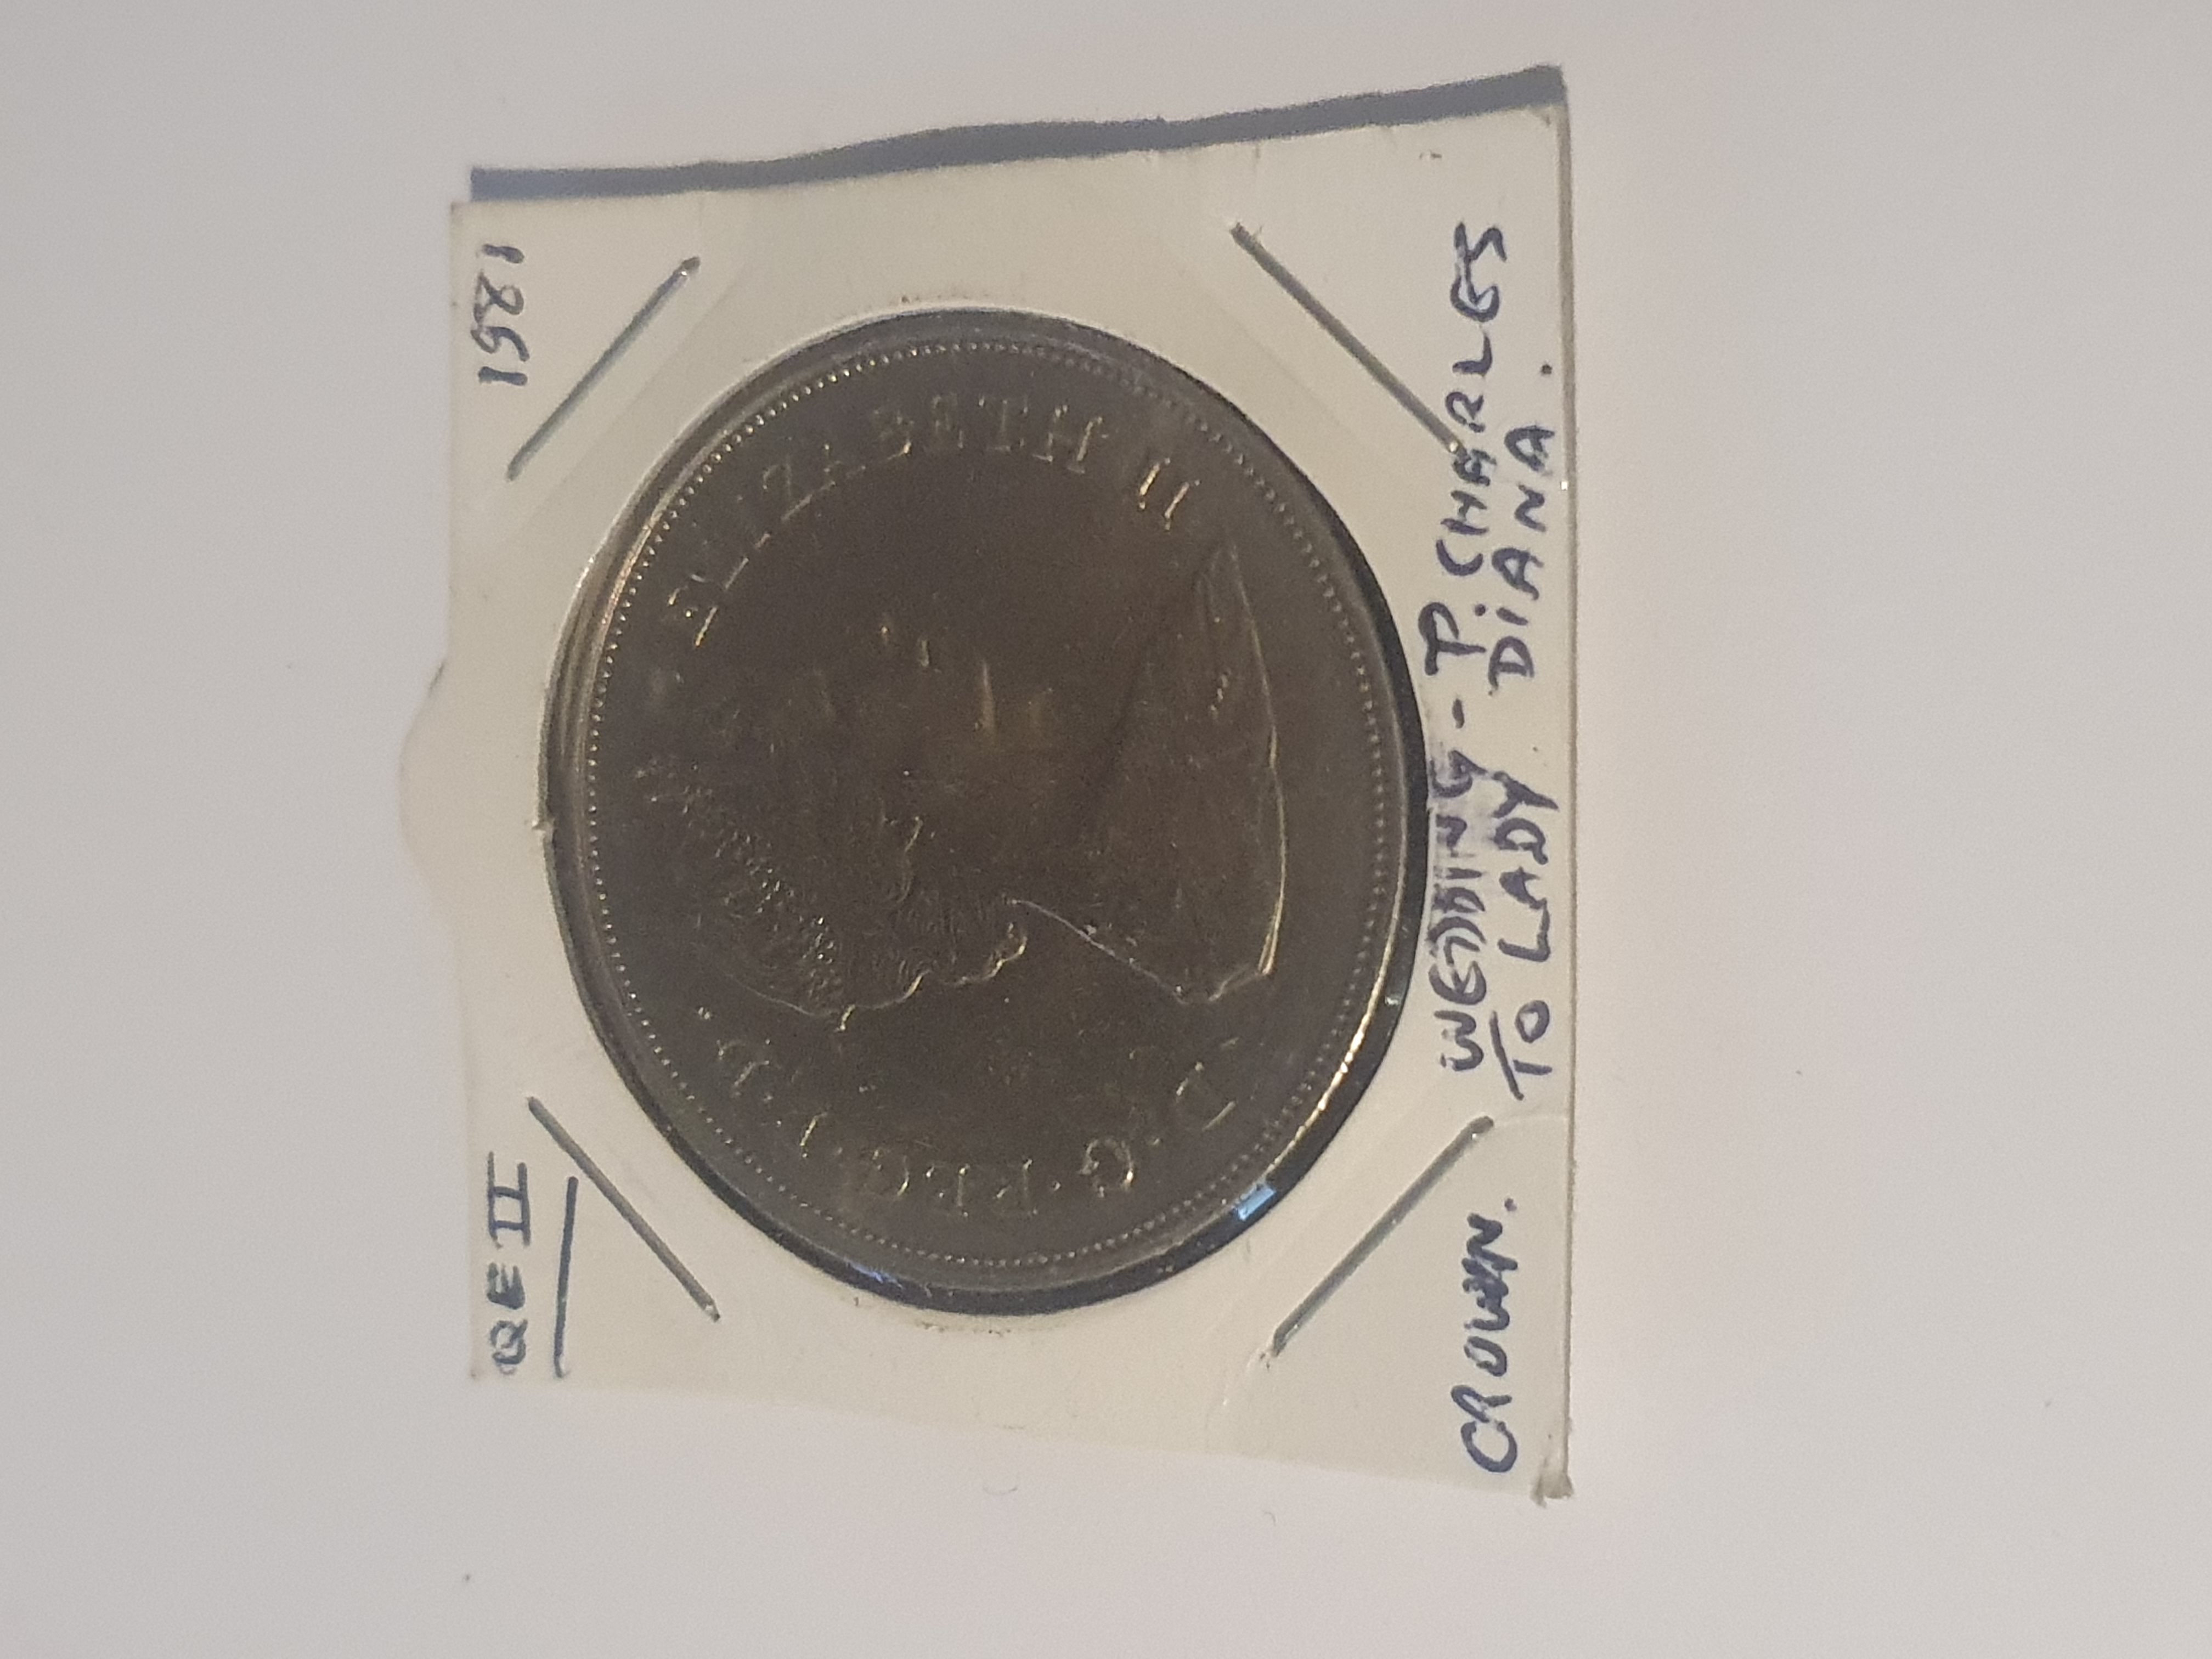 QE II
1981
D·G·REG·F·D·
ELIZABETH II
CROWN.
WEDDING - P. CHARLES
TO LADY DIANA.